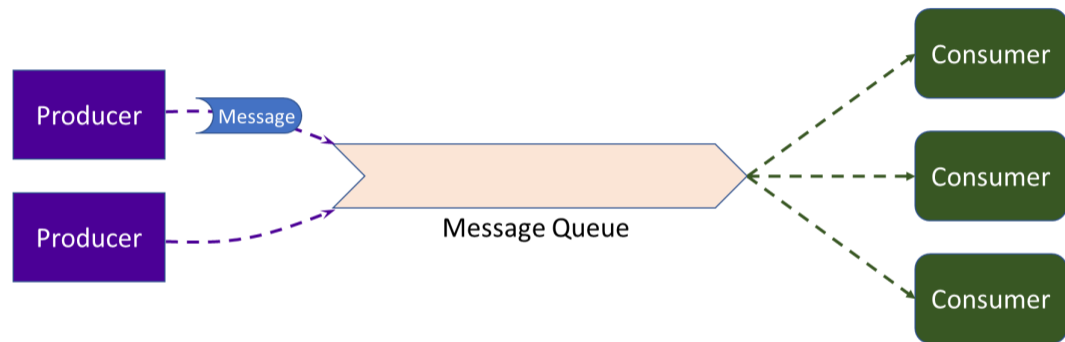 Producer
Message
Producer
Message Queue
Consumer
Consumer
Consumer